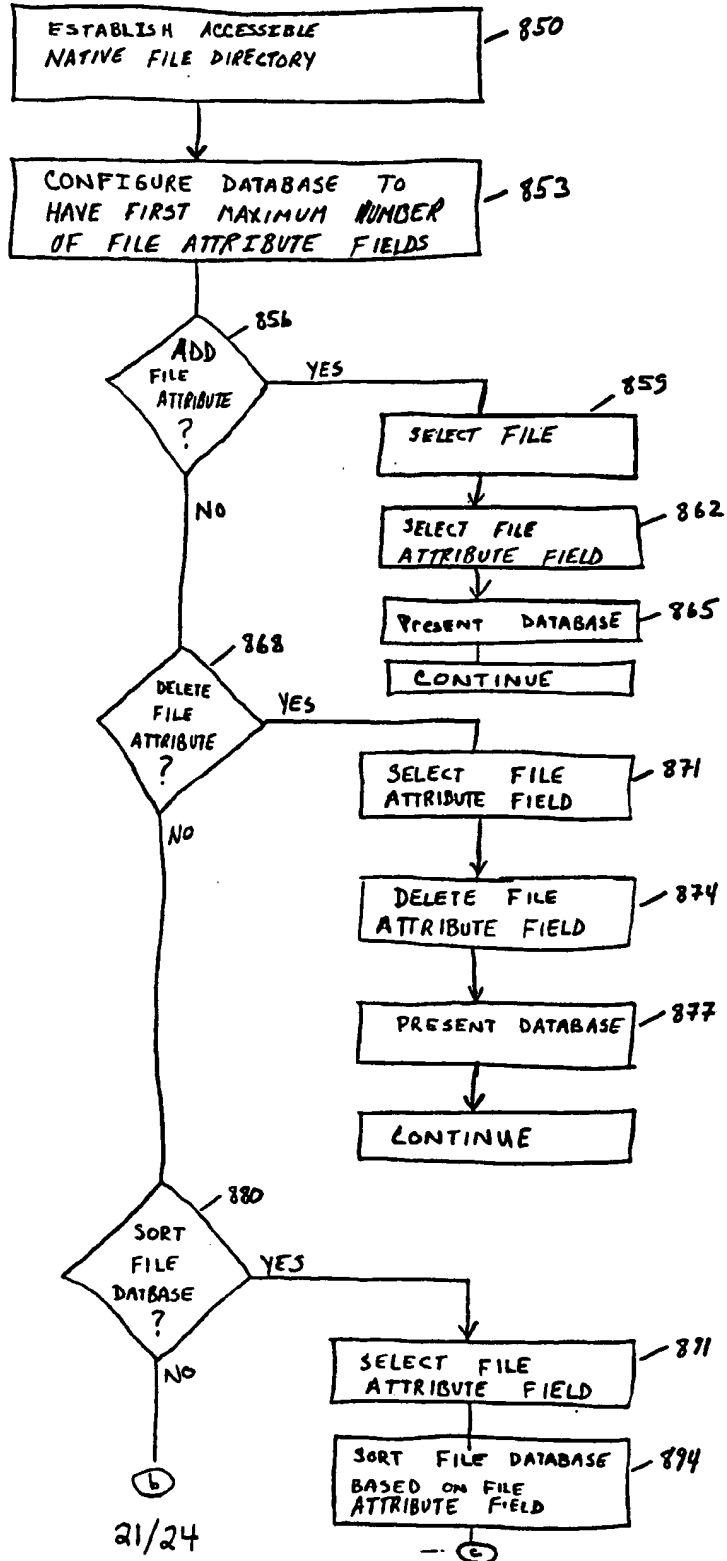 ESTABLISH ACCESSIBLE
NATIVE FILE DIRECTORY
850
CONFIGURE DATABASE TO
HAVE FIRST MAXIMUM NUMBER
OF FILE ATTRIBUTE FIELDS
853
856
ADD
FILE
ATTRIBUTE
?
YES
NO
859
SELECT FILE
862
SELECT FILE
ATTRIBUTE FIELD
865
PRESENT DATABASE
CONTINUE
868
DELETE
FILE
ATTRIBUTE
?
YES
NO
871
SELECT FILE
ATTRIBUTE FIELD
874
DELETE FILE
ATTRIBUTE FIELD
877
PRESENT DATABASE
CONTINUE
880
SORT
FILE
DATBASE
?
YES
NO
891
SELECT FILE
ATTRIBUTE FIELD
894
SORT FILE DATABASE
BASED ON FILE
ATTRIBUTE FIELD
b
21/24
c